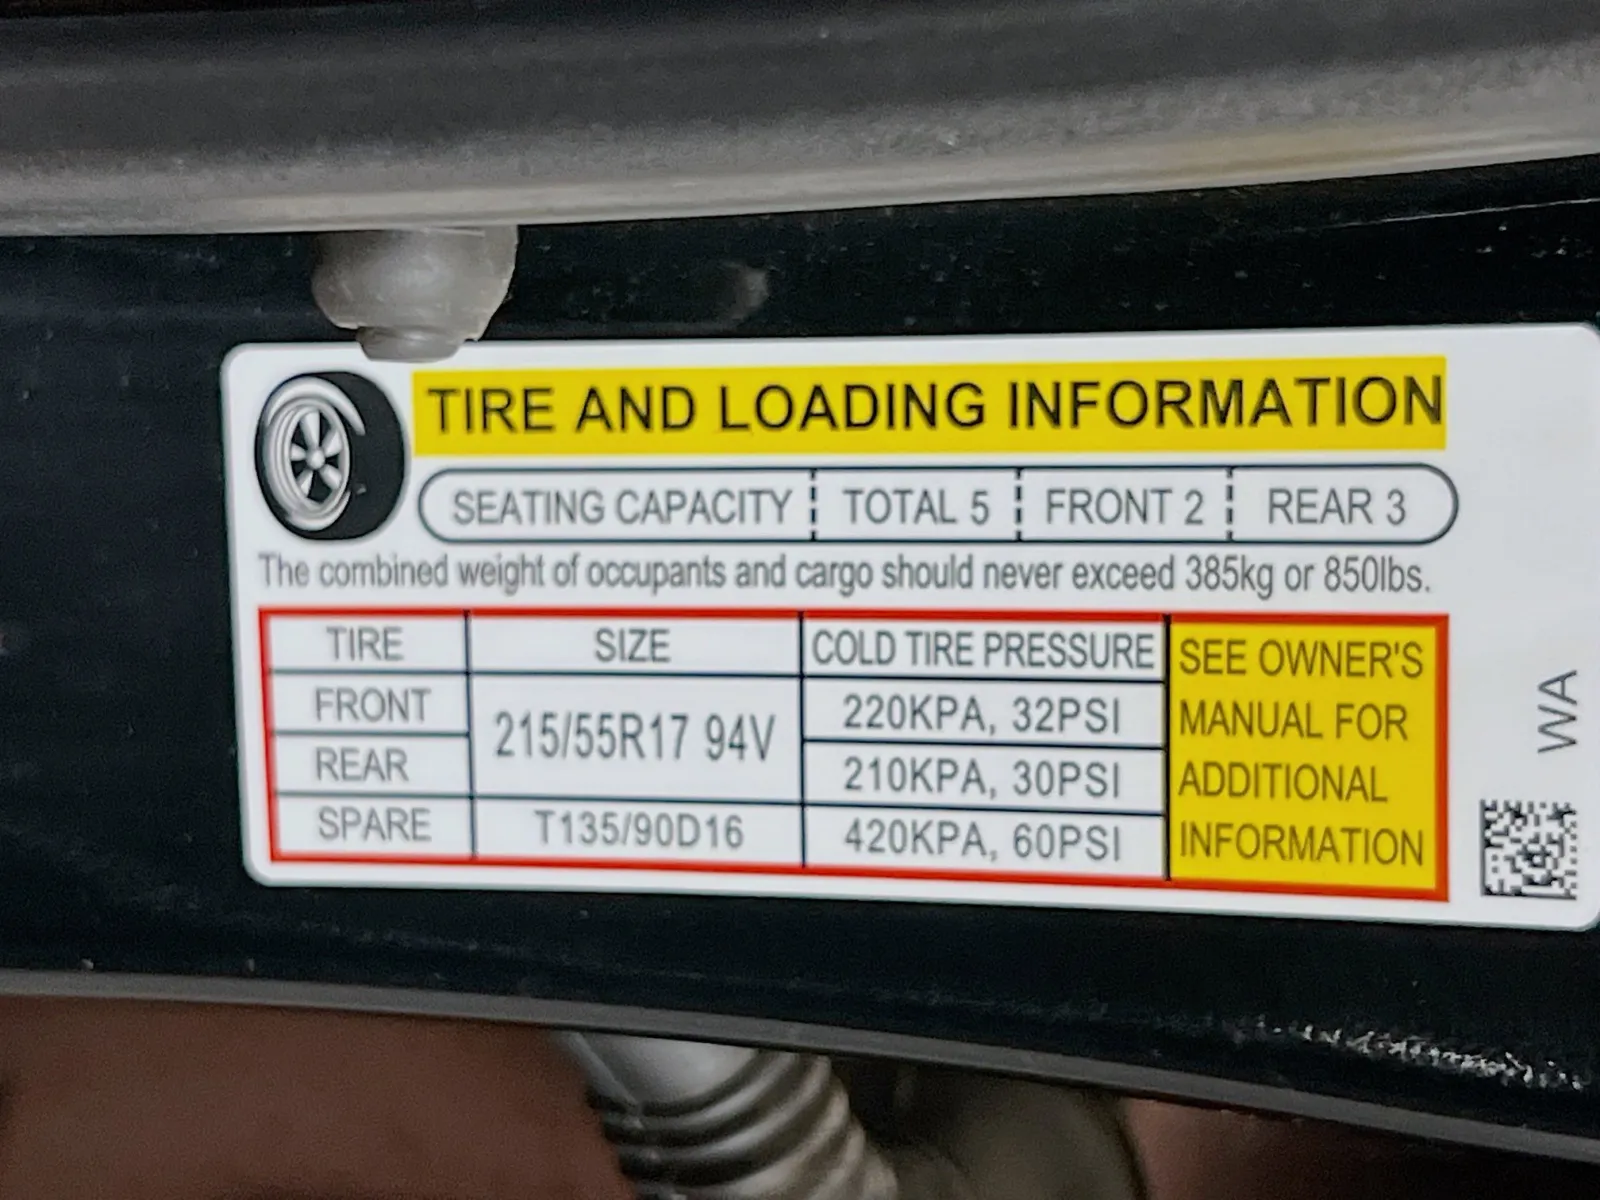 TIRE AND LOADING INFORMATION
SEATING CAPACITY TOTAL 5 FRONT 2 REAR 3
The combined weight of occupants and cargo should never exceed 385kg or 850lbs.
TIRE SIZE COLD TIRE PRESSURE
FRONT 215/55R17 94V 220KPA, 32PSI
REAR 210KPA, 30PSI
SPARE T135/90D16 420KPA, 60PSI
SEE OWNER'S
MANUAL FOR
ADDITIONAL
INFORMATION
WA